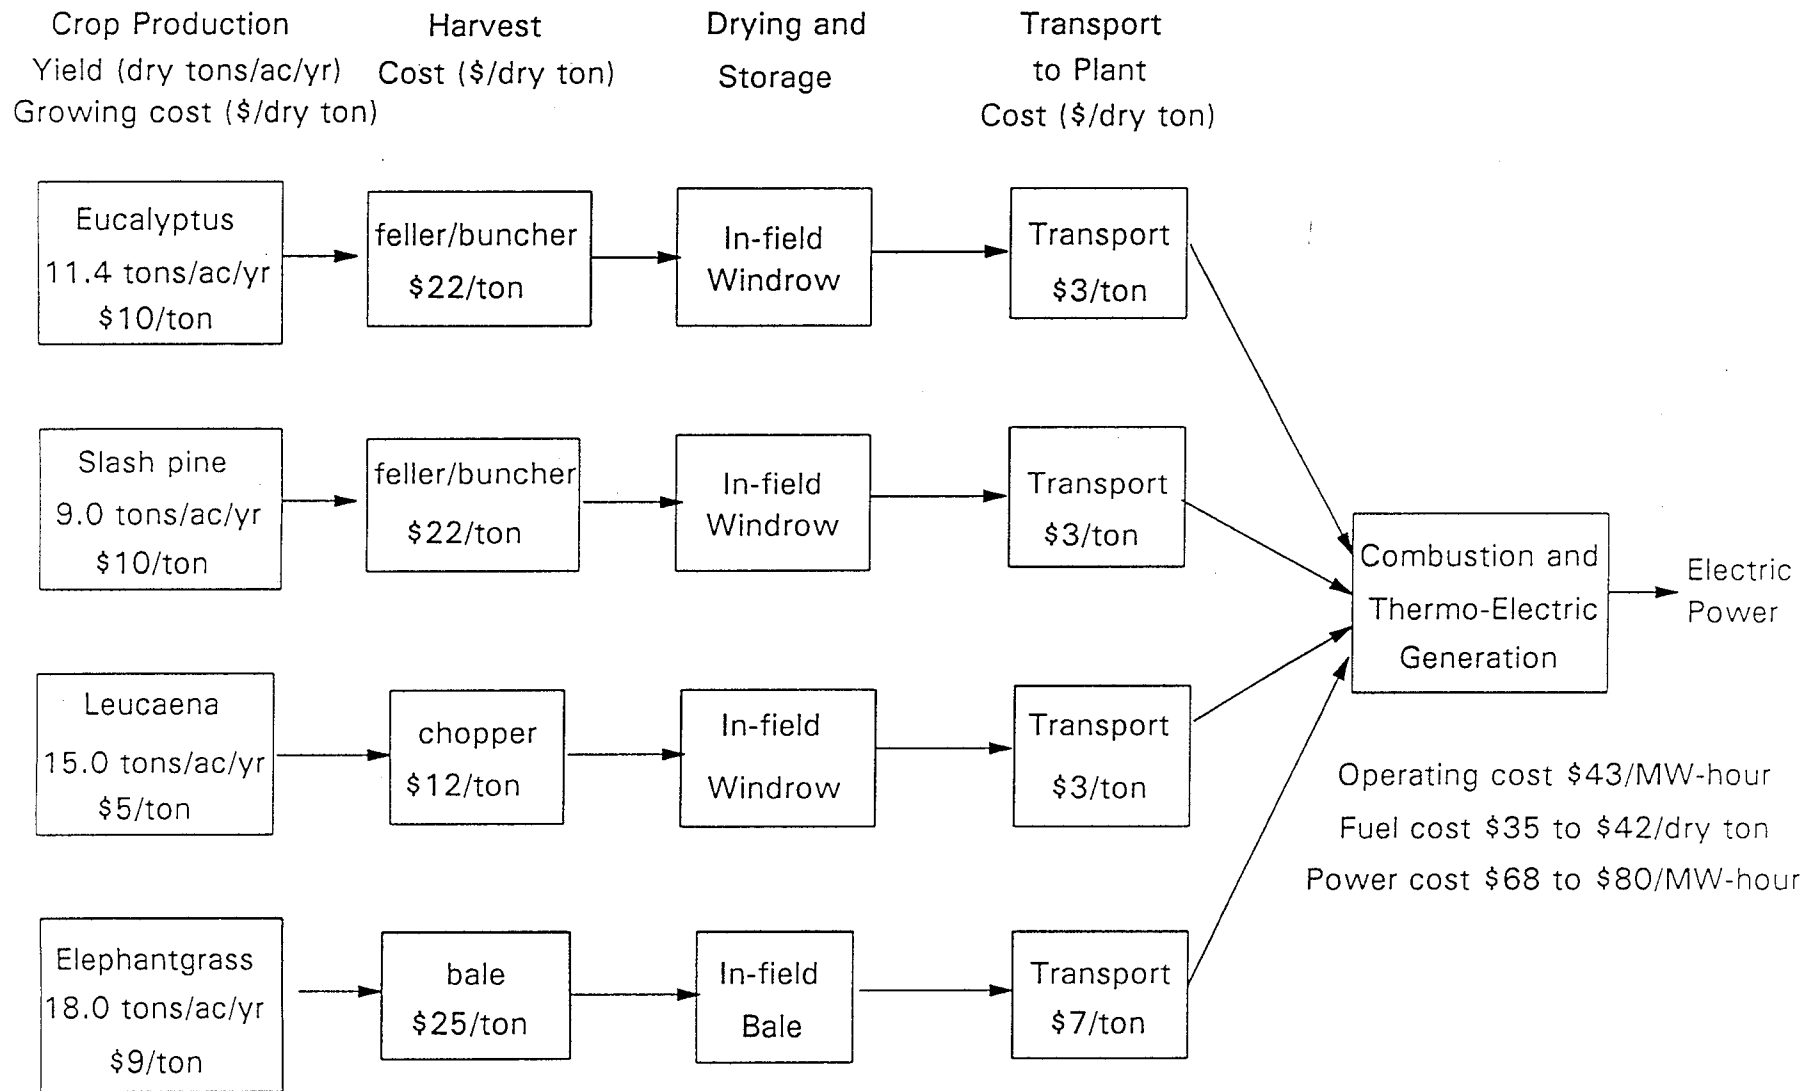 Crop Production
Yield (dry tons/ac/yr)
Growing cost ($/dry ton)
Harvest
Cost ($/dry ton)
Drying and
Storage
Transport
to Plant
Cost ($/dry ton)
Eucalyptus
11.4 tons/ac/yr
$10/ton
feller/buncher
$22/ton
In-field
Windrow
Transport
$3/ton
Slash pine
9.0 tons/ac/yr
$10/ton
feller/buncher
$22/ton
In-field
Windrow
Transport
$3/ton
Leucaena
15.0 tons/ac/yr
$5/ton
chopper
$12/ton
In-field
Windrow
Transport
$3/ton
Elephantgrass
18.0 tons/ac/yr
$9/ton
bale
$25/ton
In-field
Bale
Transport
$7/ton
Combustion and
Thermo-Electric
Generation
Electric
Power
Operating cost $43/MW-hour
Fuel cost $35 to $42/dry ton
Power cost $68 to $80/MW-hour